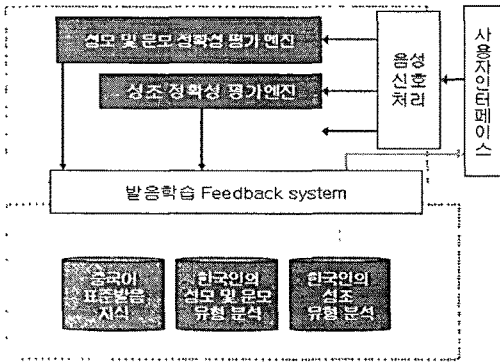 성모 및 운모 정확성 평가 엔진
성조 정확성 평가엔진
음성
신호
처리
사용자인터페이스
발음학습 Feedback system
중국어
표준발음
지식
한국인의
성모 및 운모
유형 분석
한국인의
성조
유형 분석